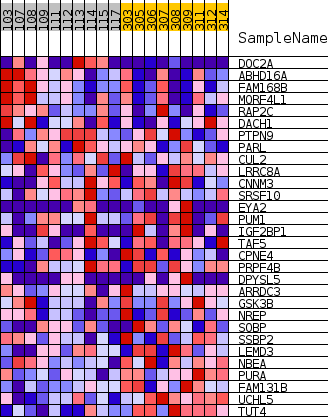 108 107 108 109 111 112 113 114 115 117 303 305 306 307 308 309 311 312 314
SampleName
DOC2A
ABHD16A
FAM168B
MORF4L1
RAP2C
DACH1
PTPN9
PARL
CUL2
LRRC8A
CNNM3
SRSF10
EYA2
PUM1
IGF2BP1
TAF5
CPNE4
PRPF4B
DPYSL5
ARRDC3
GSK3B
NREP
SOBP
SSBP2
LEMD3
NBEA
PURA
FAM131B
UCHL5
TUT4